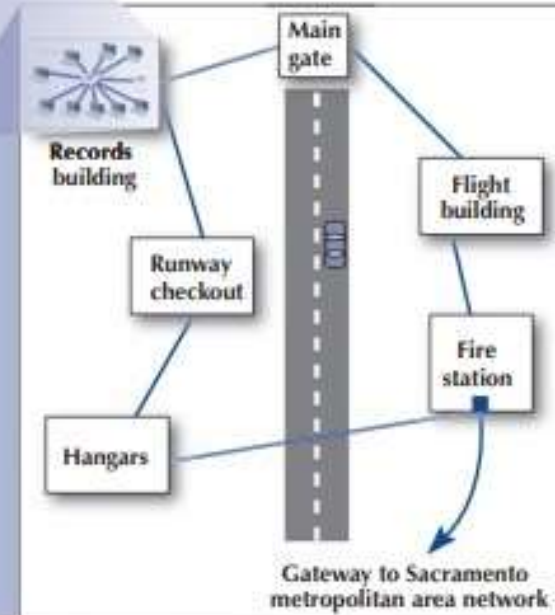 Main
gate
Records
building
Flight
building
Runway
checkout
Fire
station
Hangars
Gateway to Sacramento
metropolitan area network